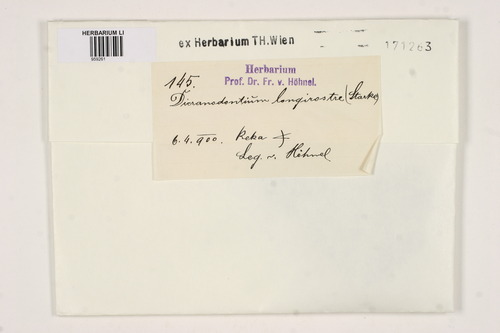 HERBARIUM LI
959261
ex Herbarium TH.Wien
171263
Herbarium
Prof. Dr. Fr. v. Höhnel.
145.
Dicranodontium longirostre (Starke)
6.4.900. Reka
Leg. v. Höhnel